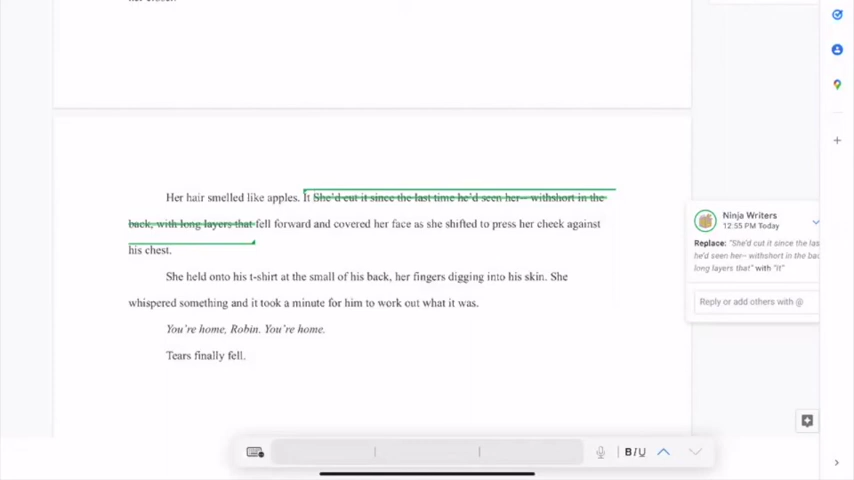 Her hair smelled like apples. It She'd cut it since the last time he'd seen her– withshort in the
back, with long layers that fell forward and covered her face as she shifted to press her cheek against
his chest.
She held onto his t-shirt at the small of his back, her fingers digging into his skin. She
whispered something and it took a minute for him to work out what it was.
You're home, Robin. You're home.
Tears finally fell.
Ninja Writers
12:55 PM Today
Replace: "She'd cut it since the las
he'd seen her– withshort in the bac
long layers that" with "It"
Reply or add others with @
B I U